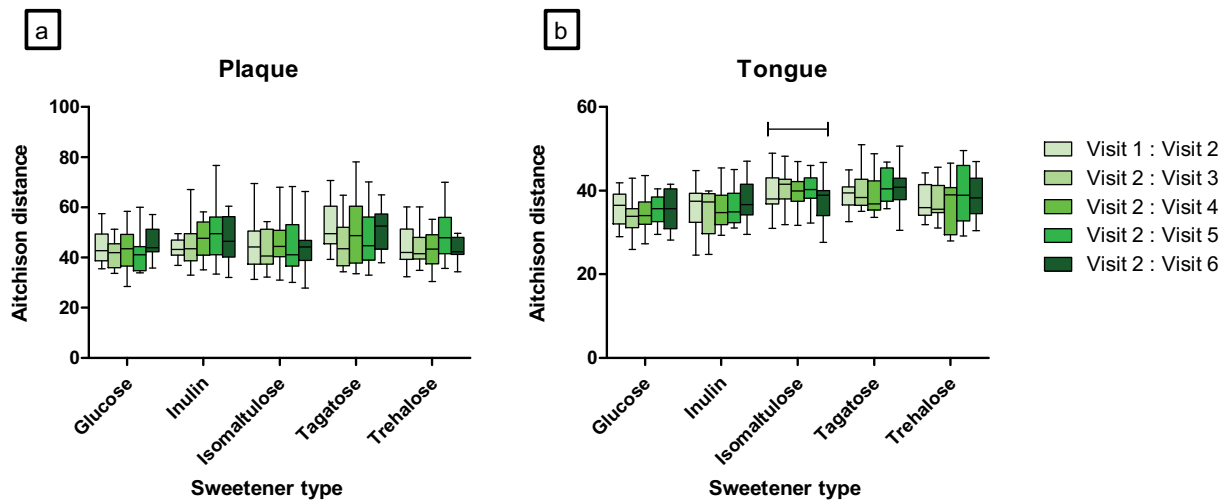 a
Plaque
Aitchison distance
100
80
60
40
20
0
Glucose
Inulin
Isomaltulose
Tagatose
Trehalose
Sweetener type
b
Tongue
Aitchison distance
60
40
20
0
Glucose
Inulin
Isomaltulose
Tagatose
Trehalose
Sweetener type
Visit 1 : Visit 2
Visit 2 : Visit 3
Visit 2 : Visit 4
Visit 2 : Visit 5
Visit 2 : Visit 6